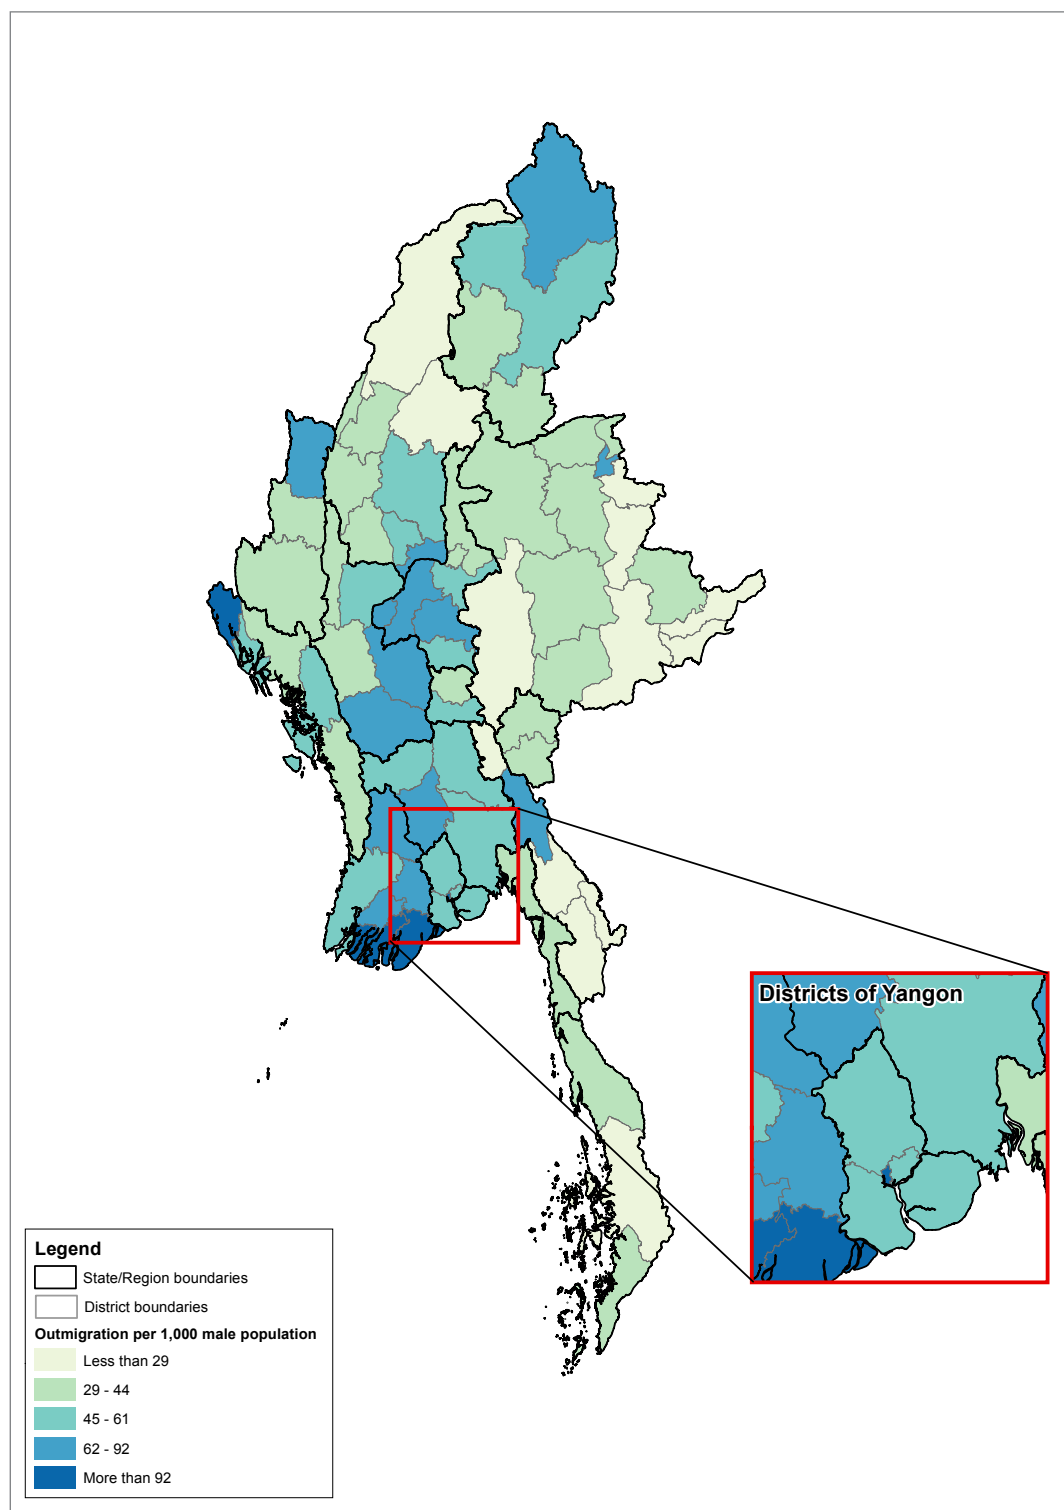 Districts of Yangon
Legend
State/Region boundaries
District boundaries
Outmigration per 1,000 male population
Less than 29
29 - 44
45 - 61
62 - 92
More than 92